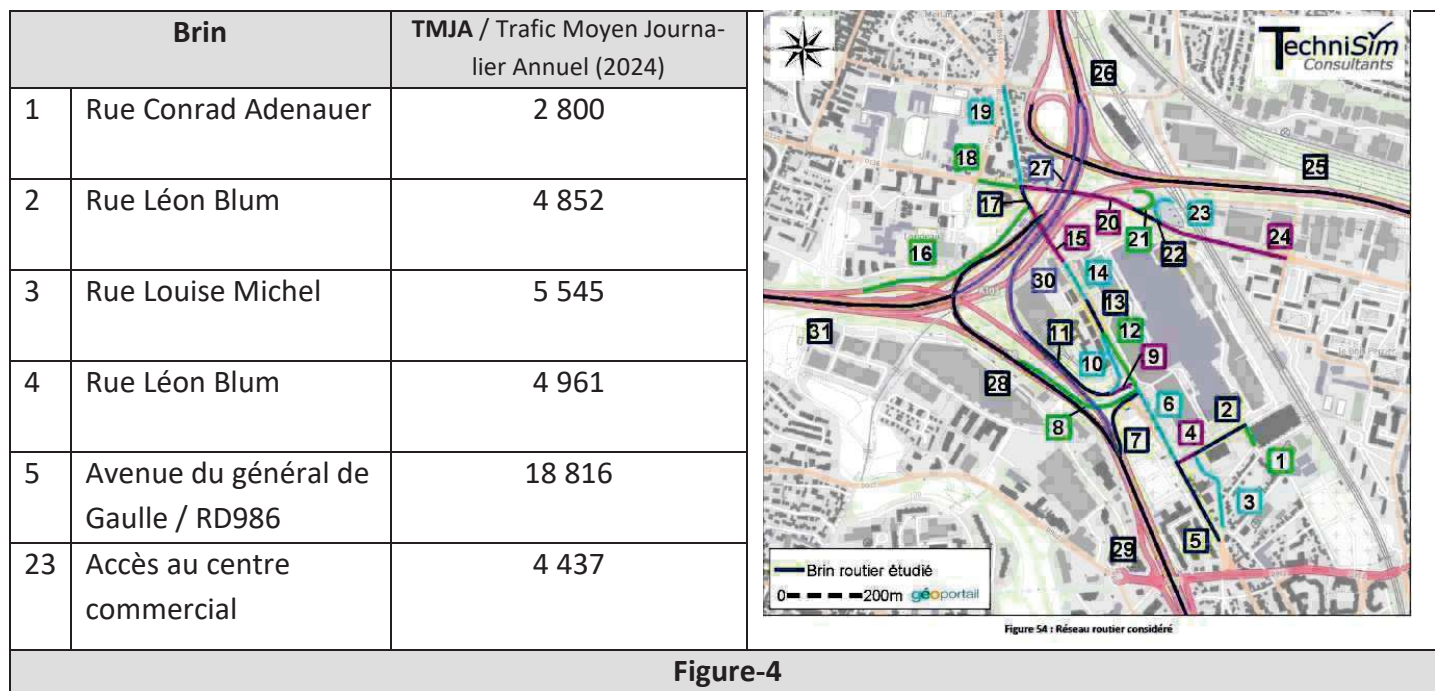 Brin
TMJA / Trafic Moyen Journa-
lier Annuel (2024)
1 Rue Conrad Adenauer 2 800
2 Rue Léon Blum 4 852
3 Rue Louise Michel 5 545
4 Rue Léon Blum 4 961
5 Avenue du général de
Gaulle / RD986
18 816
23 Accès au centre
commercial
4 437
TechniSim
Consultants
26
19
18
27
25
17
20
21
23
22
24
15
16
14
30
13
12
31
11
10
9
28
6
2
8
7
4
1
3
5
29
Brin routier étudié
0 200m géoportail
Figure 54 : Réseau routier considéré
Figure-4